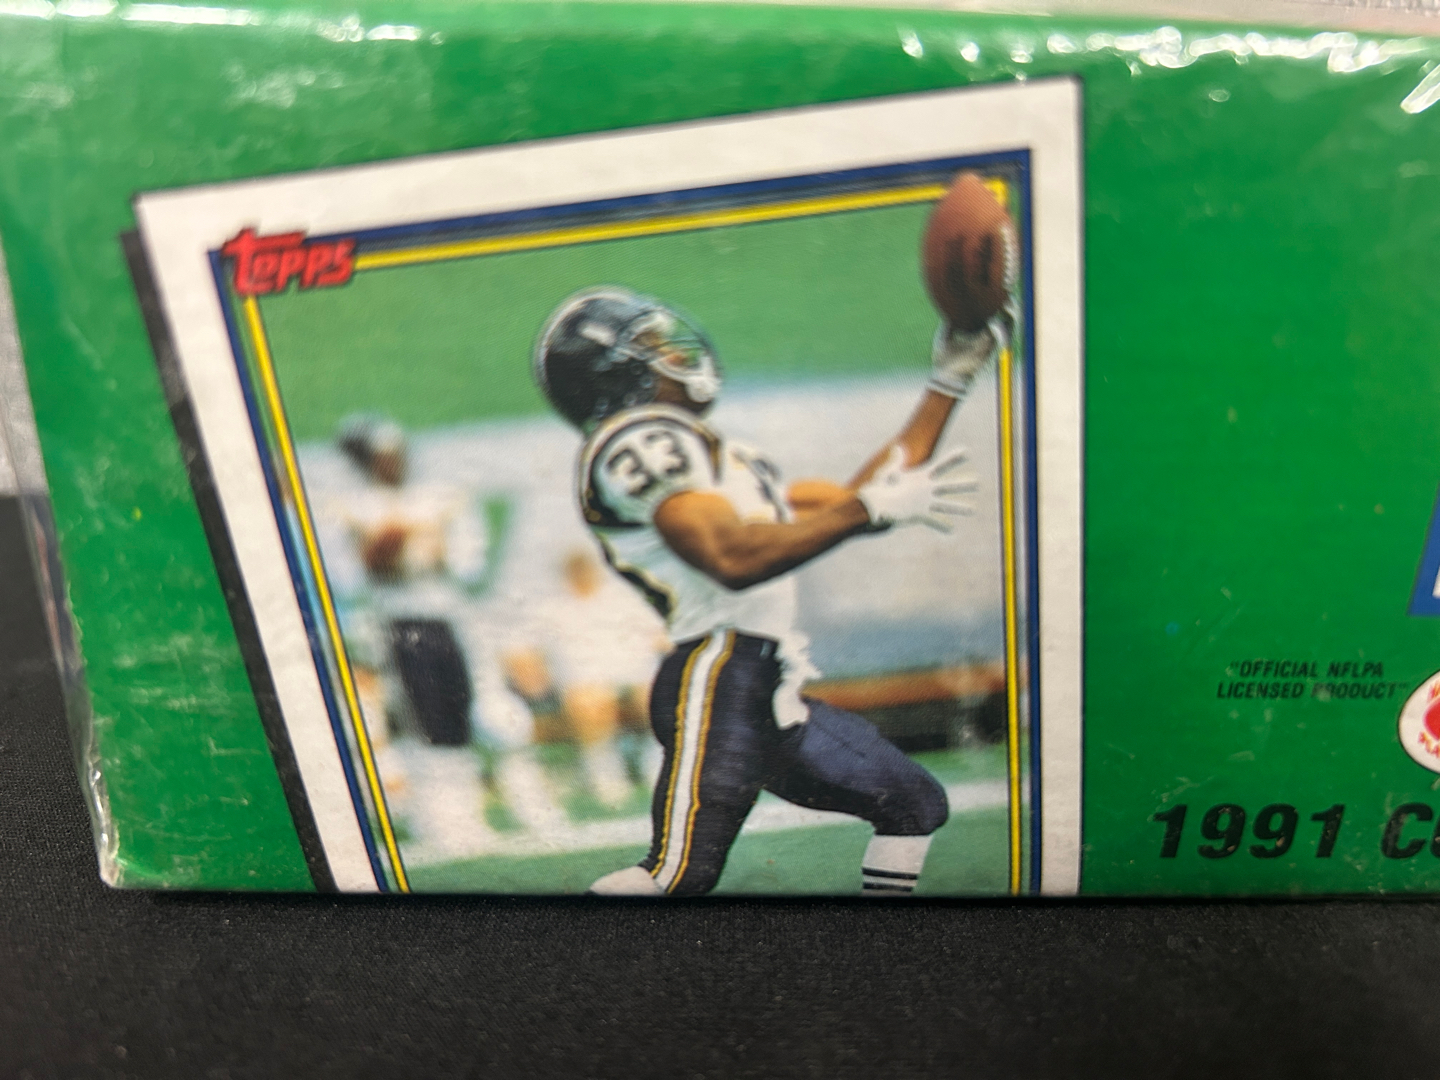 Topps
33
"OFFICIAL NFLPA
LICENSED PRODUCT"
1991 C